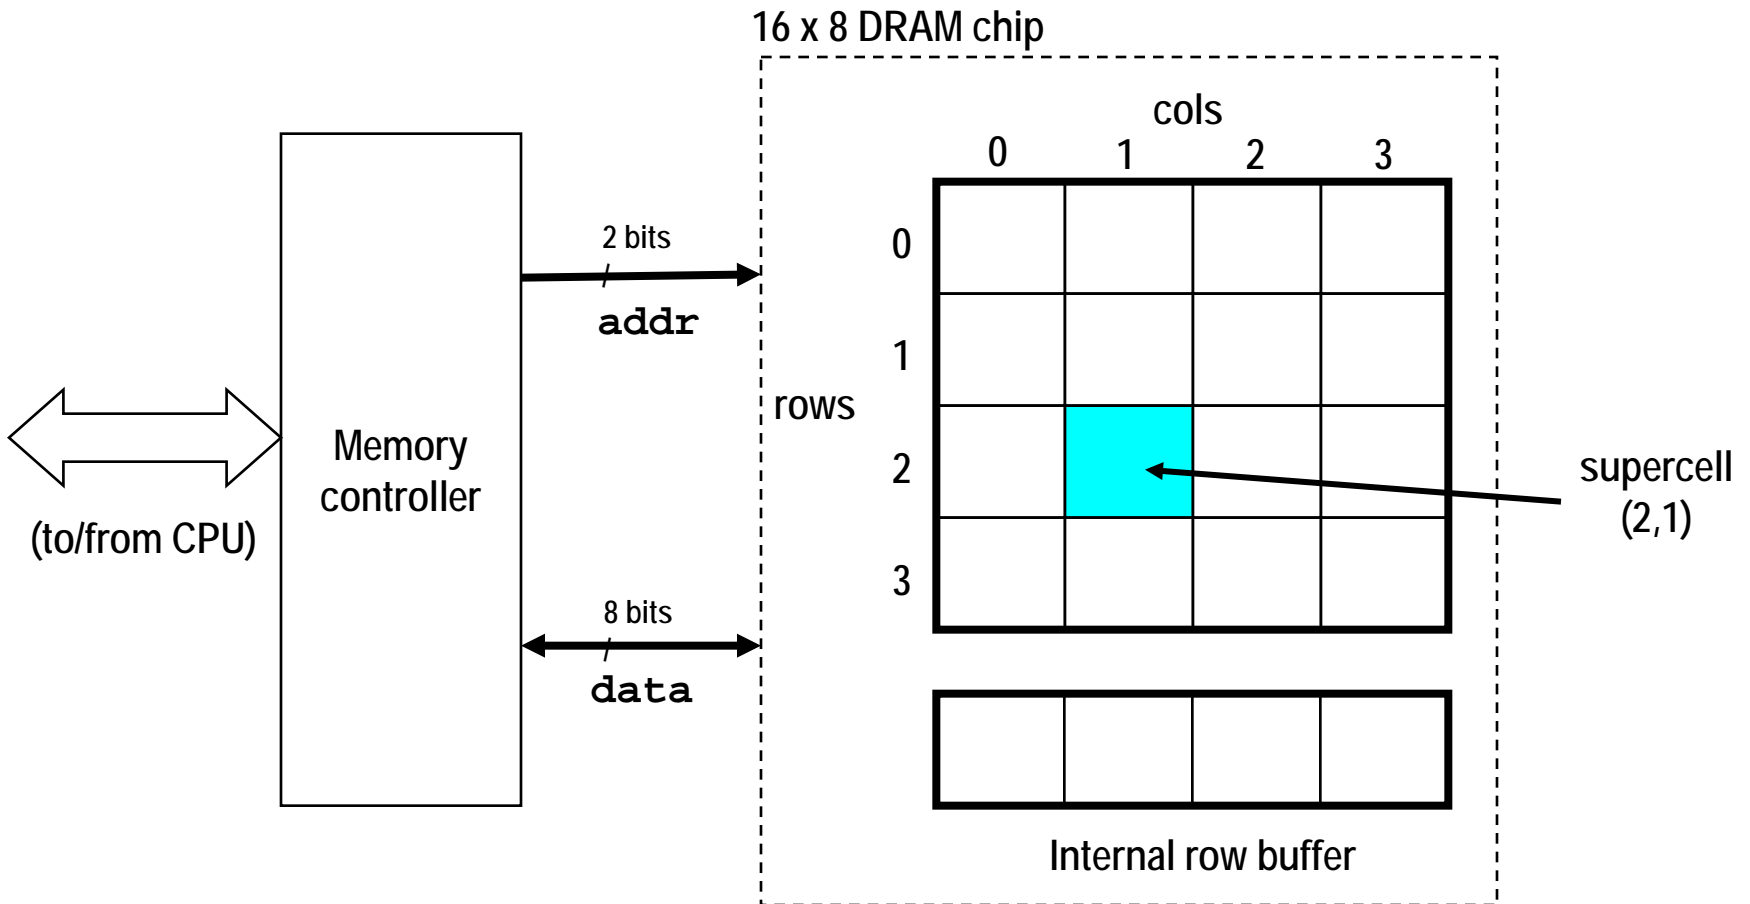 16 x 8 DRAM chip
cols
0 1 2 3
2 bits
addr
0
1
rows
2
3
Memory
controller
(to/from CPU)
supercell
(2,1)
8 bits
data
Internal row buffer